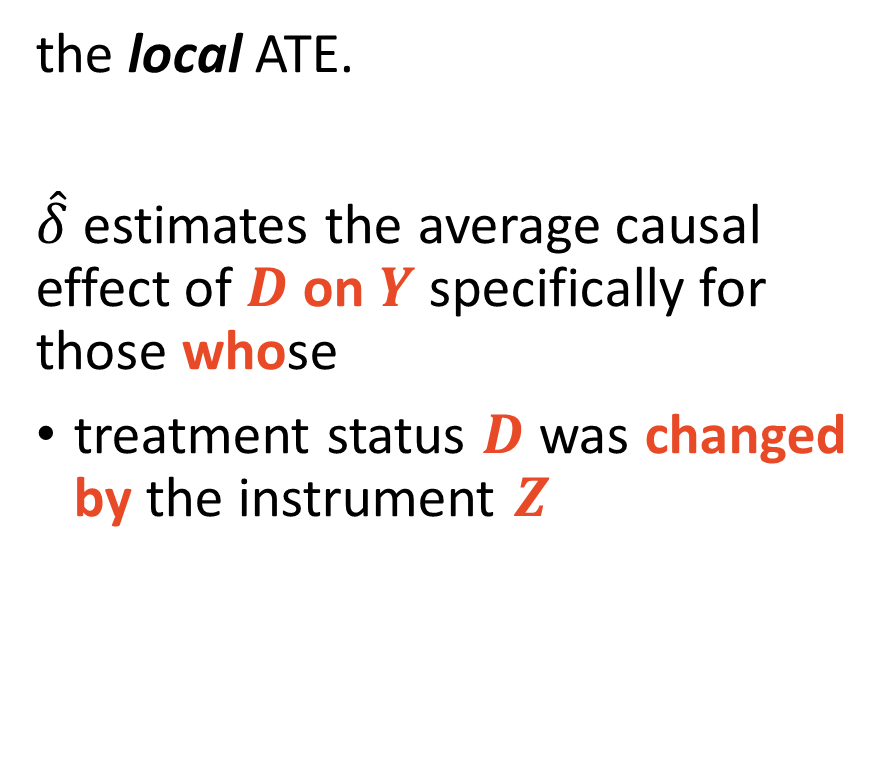 the local ATE.
δ̂ estimates the average causal
effect of D on Y specifically for
those whose
• treatment status D was changed
by the instrument Z